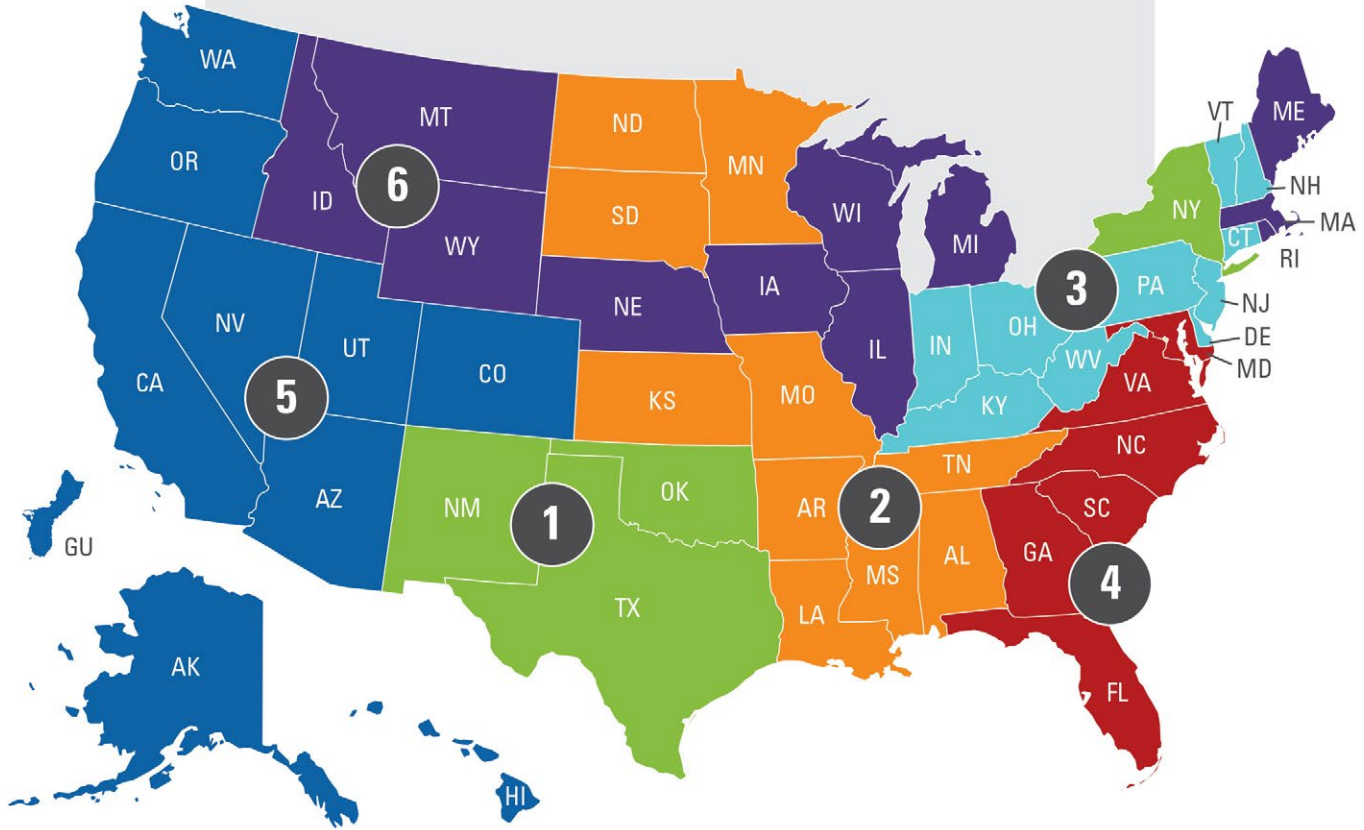 WA
MT
ND
MN
VT
ME
OR
6
ID
SD
WI
MI
NY
NH
MA
WY
CT
RI
NE
IA
3
PA
NJ
NV
UT
CO
IL
IN
OH
WV
DE
MD
CA
5
KS
MO
KY
VA
AZ
NM
1
OK
AR
2
TN
NC
SC
GU
TX
LA
MS
AL
GA
4
AK
FL
HI